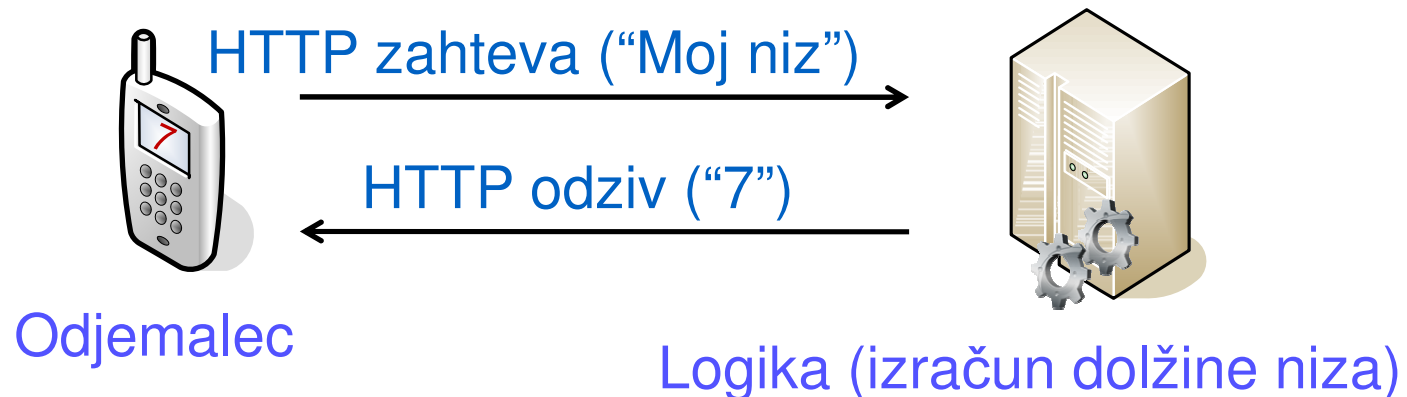 HTTP zahteva (“Moj niz”)
7
HTTP odziv (“7”)
Odjemalec
Logika (izračun dolžine niza)